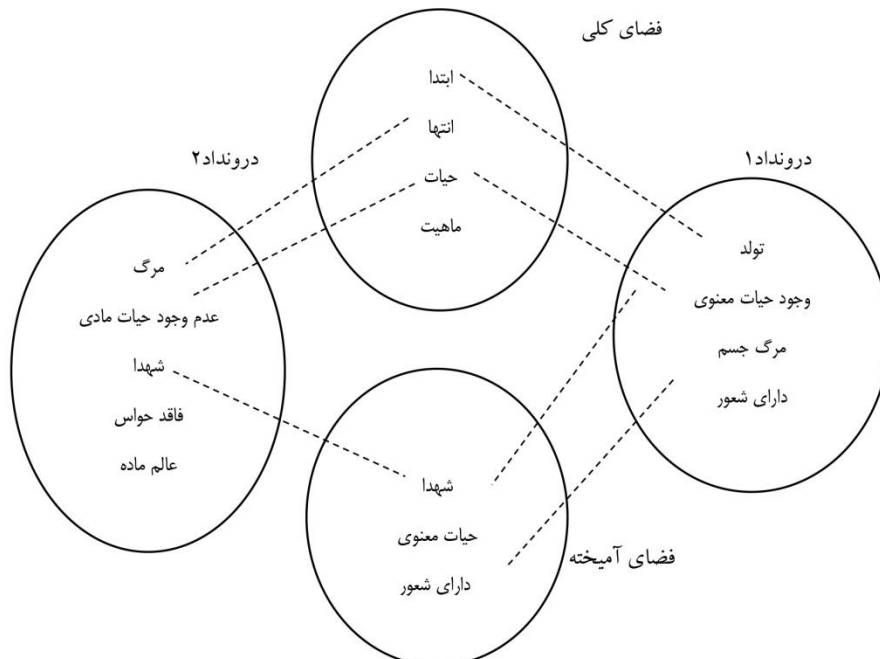 فضای کلی
ابتدا
انتها
حیات
ماهیت
درونداد۱
تولد
وجود حیات معنوی
مرگ جسم
دارای شعور
درونداد۲
مرگ
عدم وجود حیات مادی
شهدا
فاقد حواس
عالم ماده
شهدا
حیات معنوی
دارای شعور
فضای آمیخته